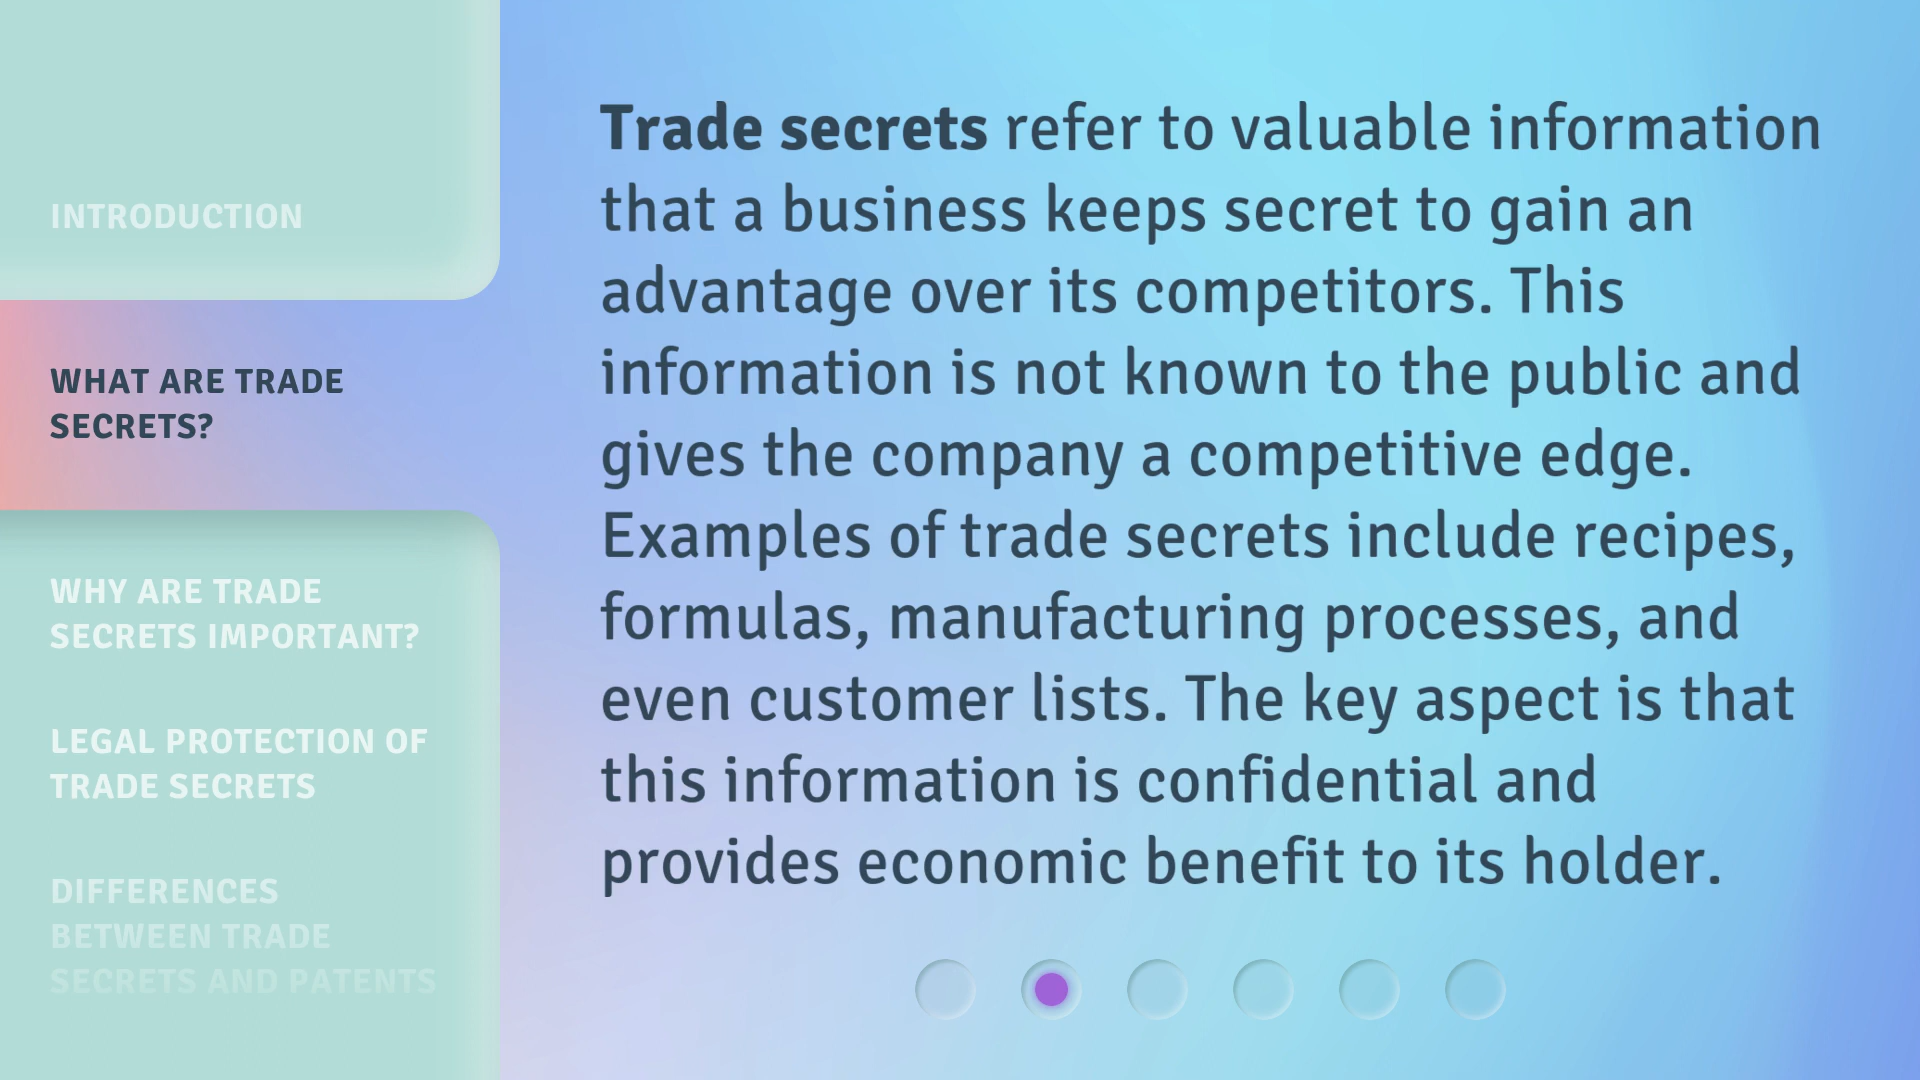 INTRODUCTION
WHAT ARE TRADE
SECRETS?
WHY ARE TRADE
SECRETS IMPORTANT?
LEGAL PROTECTION OF
TRADE SECRETS
DIFFERENCES
BETWEEN TRADE
SECRETS AND PATENTS
Trade secrets refer to valuable information
that a business keeps secret to gain an
advantage over its competitors. This
information is not known to the public and
gives the company a competitive edge.
Examples of trade secrets include recipes,
formulas, manufacturing processes, and
even customer lists. The key aspect is that
this information is confidential and
provides economic benefit to its holder.